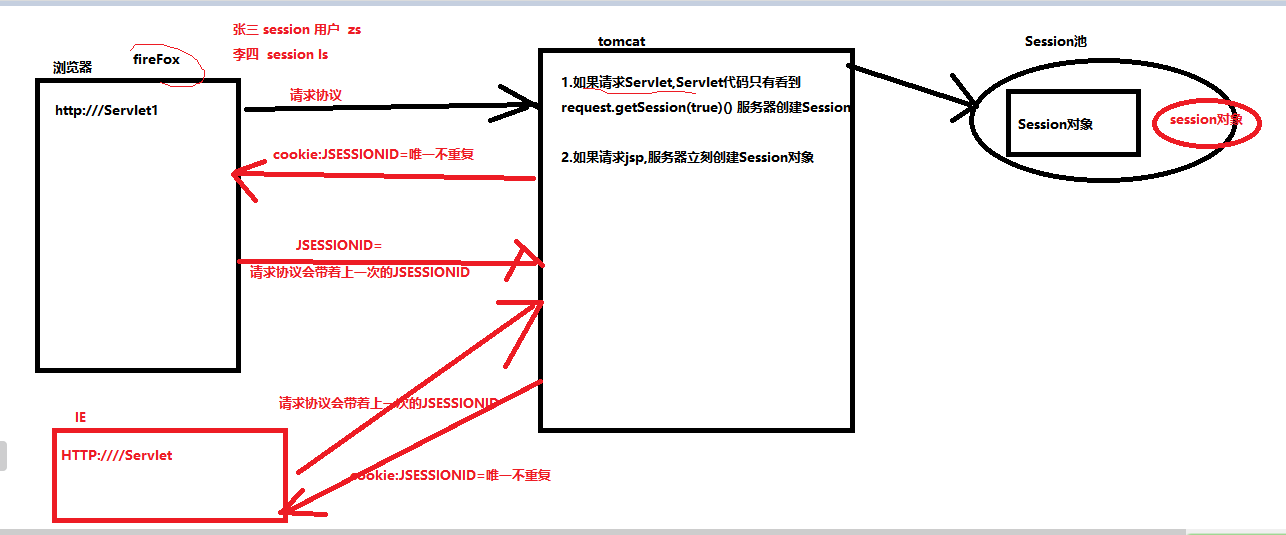 张三 session 用户 zs
李四 session ls
浏览器
fireFox
http:///Servlet1
请求协议
cookie:JSESSIONID=唯一不重复
JSESSIONID=
请求协议会带着上一次的JSESSIONID
tomcat
1.如果请求Servlet,Servlet代码只有看到
request.getSession(true)() 服务器创建Session
2.如果请求jsp,服务器立刻创建Session对象
Session池
Session对象
session对象
请求协议会带着上一次的JSESSIONID
IE
HTTP:////Servlet
cookie:JSESSIONID=唯一不重复